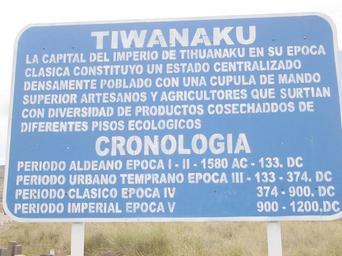 TIWANAKU
LA CAPITAL DEL IMPERIO DE TIHUANAKU EN SU EPOCA
CLASICA CONSTITUYO UN ESTADO CENTRALIZADO
DENSAMENTE POBLADO CON UNA CUPULA DE MANDO
SUPERIOR ARTESANOS Y AGRICULTORES QUE SURTIAN
CON DIVERSIDAD DE PRODUCTOS COSECHADDOS DE
DIFERENTES PISOS ECOLOGICOS
CRONOLOGIA
PERIODO ALDEANO EPOCA I - II - 1580 AC - 133. DC
PERIODO URBANO TEMPRANO EPOCA III - 133 - 374. DC
PERIODO CLASICO EPOCA IV 374 - 900. DC
PERIODO IMPERIAL EPOCA V 900 - 1200. DC